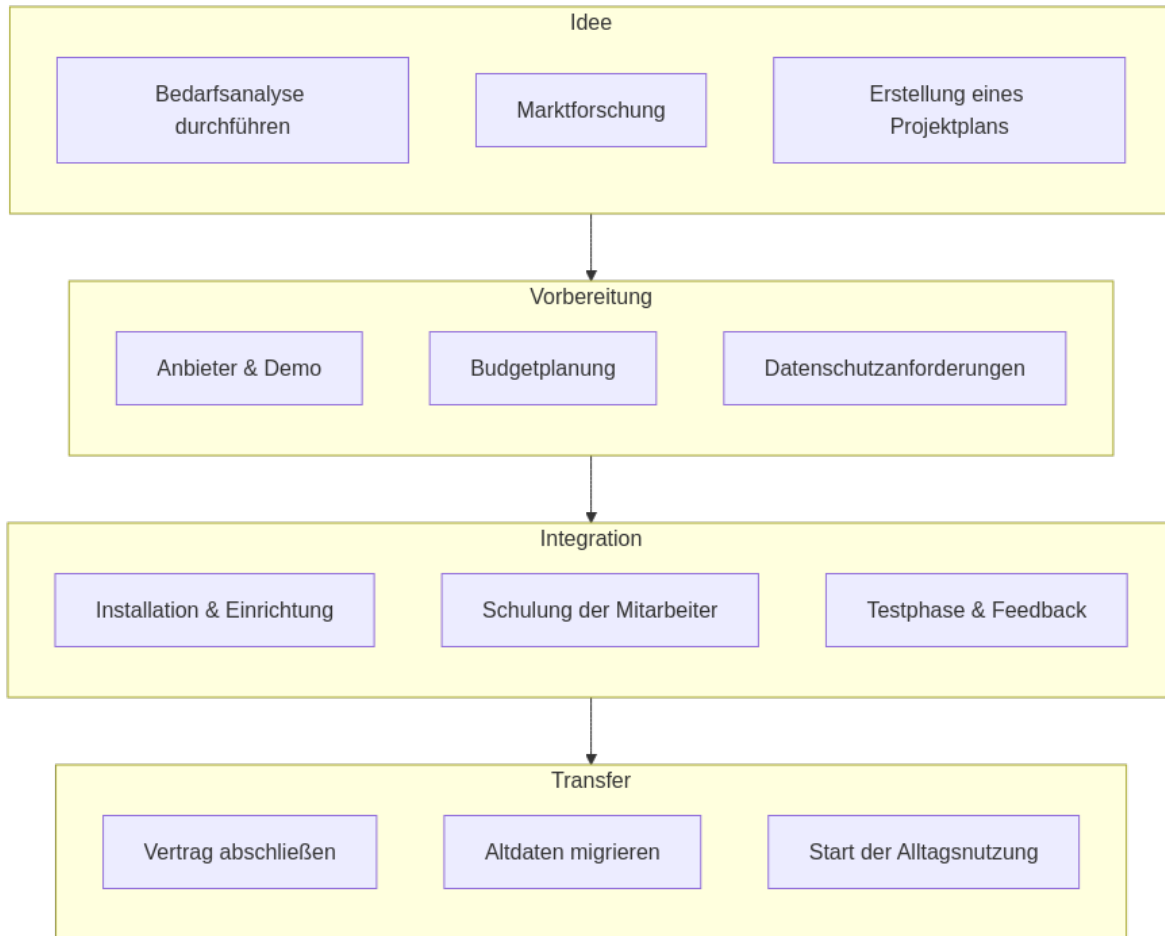 Idee
Bedarfsanalyse
durchführen
Marktforschung
Erstellung eines
Projektplans
Vorbereitung
Anbieter & Demo
Budgetplanung
Datenschutzanforderungen
Integration
Installation & Einrichtung
Schulung der Mitarbeiter
Testphase & Feedback
Transfer
Vertrag abschließen
Altdaten migrieren
Start der Alltagsnutzung